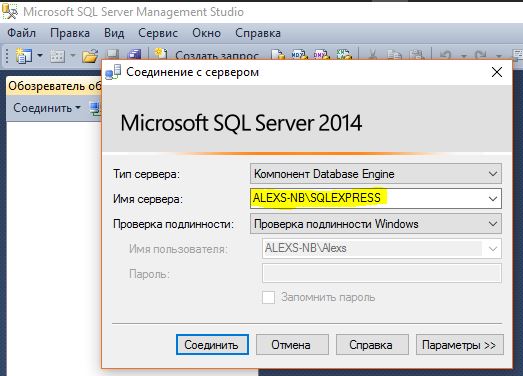 Microsoft SQL Server Management Studio
Файл Правка Вид Сервис Окно Справка
Создать запрос
Обозреватель об
Соединить
Соединение с сервером
Microsoft SQL Server 2014
Тип сервера: Компонент Database Engine
Имя сервера: ALEXS-NB\SQLEXPRESS
Проверка подлинности: Проверка подлинности Windows
Имя пользователя: ALEXS-NB\Alexs
Пароль:
Запомнить пароль
Соединить Отмена Справка Параметры >>